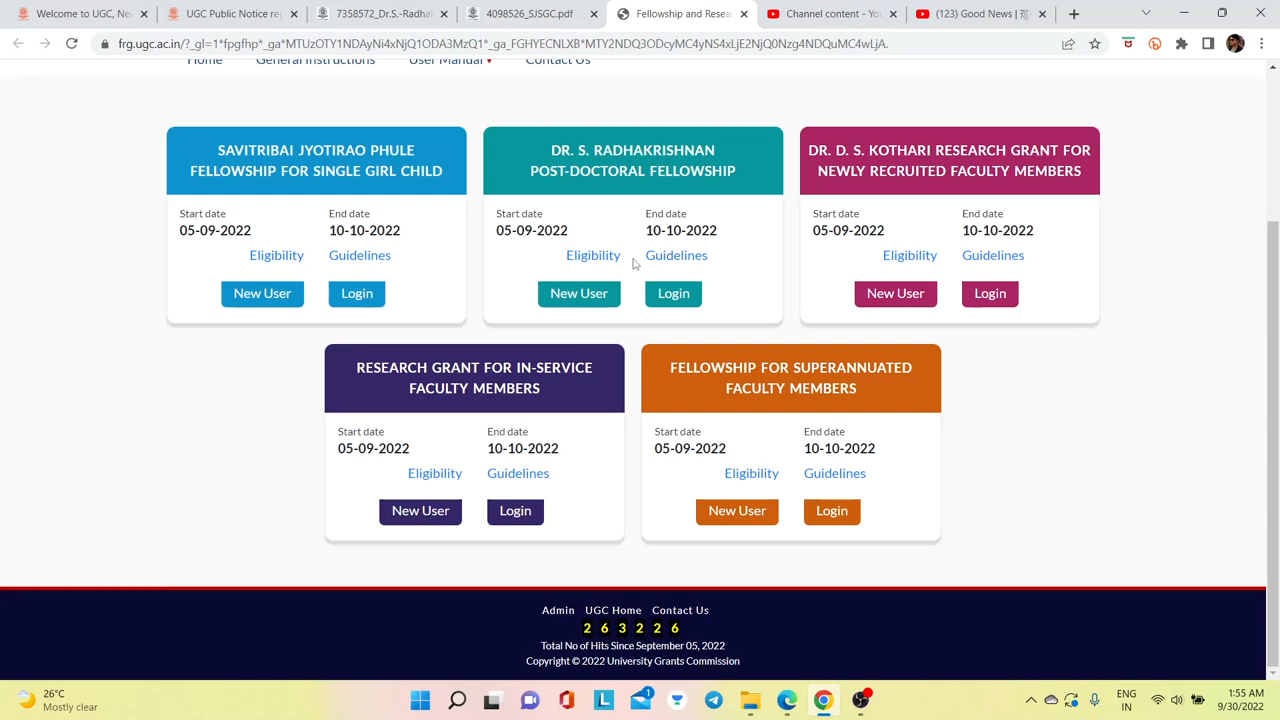 Welcome to UGC, Ne
UGC Public Notice re
7358572_Dr.S.-Radha
4098526_SJSGC.pdf
Fellowship and Resea
Channel content - Yo
(123) Good News |
frg.ugc.ac.in/?_gl=1*fpgfhp*_ga*MTUzOTY1NDAyNi4xNjQ1ODA3MzQ1*_ga_FCGLECNLXB*MTY2NDQ3ODcyMC4yNS4xLjE2NjQ0Nzg4NDQuMC4wLjA.
Home General Instructions User Manual Contact Us
SAVITRIBAI JYOTIRAO PHULE
FELLOWSHIP FOR SINGLE GIRL CHILD
Start date End date
05-09-2022 10-10-2022
Eligibility Guidelines
New User Login
DR. S. RADHAKRISHNAN
POST-DOCTORAL FELLOWSHIP
Start date End date
05-09-2022 10-10-2022
Eligibility Guidelines
New User Login
DR. D. S. KOTHARI RESEARCH GRANT FOR
NEWLY RECRUITED FACULTY MEMBERS
Start date End date
05-09-2022 10-10-2022
Eligibility Guidelines
New User Login
RESEARCH GRANT FOR IN-SERVICE
FACULTY MEMBERS
Start date End date
05-09-2022 10-10-2022
Eligibility Guidelines
New User Login
FELLOWSHIP FOR SUPERANNUATED
FACULTY MEMBERS
Start date End date
05-09-2022 10-10-2022
Eligibility Guidelines
New User Login
Admin UGC Home Contact Us
2 6 3 2 2 6
Total No of Hits Since September 05, 2022
Copyright © 2022 University Grants Commission
26°C
Mostly clear
1
ENG
IN
1:55 AM
9/30/2022